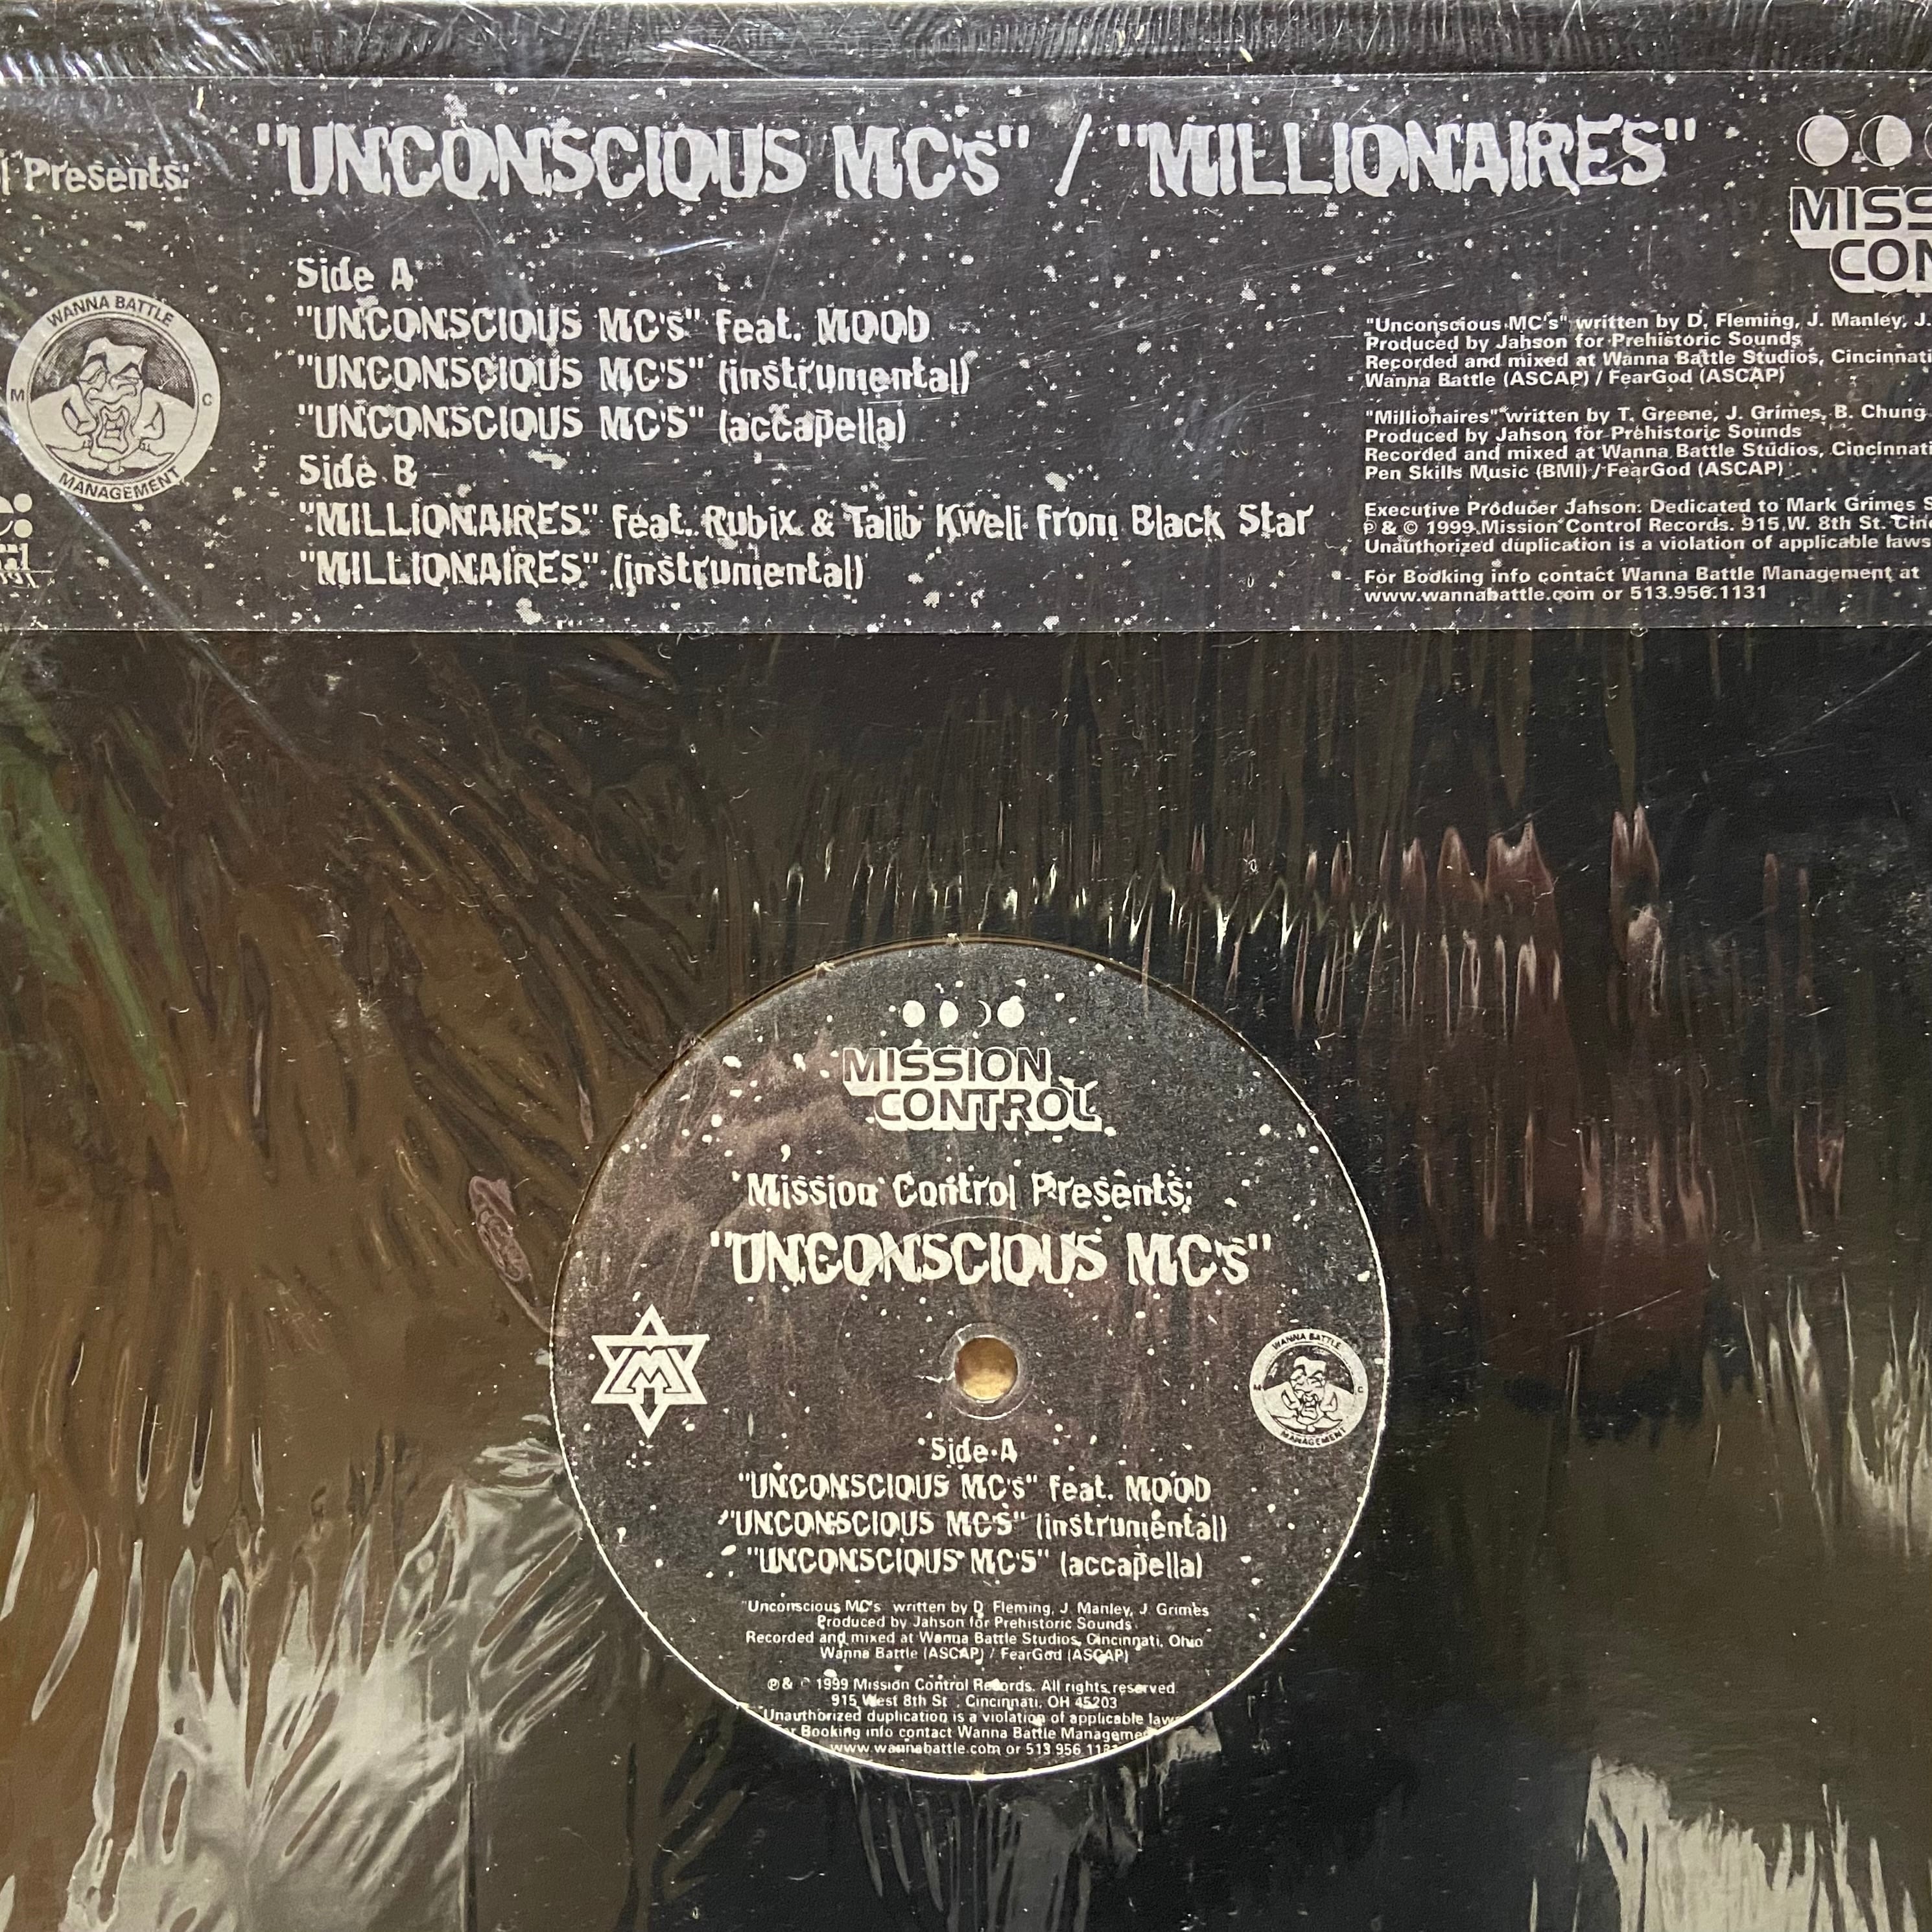 Presents:
"UNCONSCIOUS MC's" / "MILLIONAIRES"
MISS
CON
WANNA BATTLE
M C
MANAGEMENT
Side A
"UNCONSCIOUS MC's" feat. MOOD
"UNCONSCIOUS MC'S" (instrumental)
"UNCONSCIOUS MC'S" (accapella)
Side B
"MILLIONAIRES" feat. Rubix & Talib Kweli from Black Star
"MILLIONAIRES" (instrumental)
"Unconscious MC's" written by D. Fleming, J. Manley, J.
Produced by Jahson for Prehistoric Sounds
Recorded and mixed at Wanna Battle Studios, Cincinnati
Wanna Battle (ASCAP) / FearGod (ASCAP)
"Millionaires" written by T. Greene, J. Grimes, B. Chung,
Produced by Jahson for Prehistoric Sounds
Recorded and mixed at Wanna Battle Studios, Cincinnati
Pen Skills Music (BMI) / FearGod (ASCAP)
Executive Producer Jahson: Dedicated to Mark Grimes S
℗ & © 1999 Mission Control Records. 915 W. 8th St. Cin
Unauthorized duplication is a violation of applicable laws
For Booking info contact Wanna Battle Management at
www.wannabattle.com or 513.956.1131
MISSION
CONTROL
Mission Control Presents:
"UNCONSCIOUS MC's"
M
WANNA BATTLE
M C
MANAGEMENT
Side A
"UNCONSCIOUS MC's" feat. MOOD
"UNCONSCIOUS MC'S" (instrumental)
"UNCONSCIOUS MC'S" (accapella)
"Unconscious MC's written by D Fleming, J Manley, J Grimes
Produced by Jahson for Prehistoric Sounds
Recorded and mixed at Wanna Battle Studios, Cincinnati, Ohio
Wanna Battle (ASCAP) / FearGod (ASCAP)
℗ & © 1999 Mission Control Records. All rights reserved
915 West 8th St. Cincinnati, OH 45203
Unauthorized duplication is a violation of applicable laws
For Booking info contact Wanna Battle Managemen
www.wannabattle.com or 513 956 1131